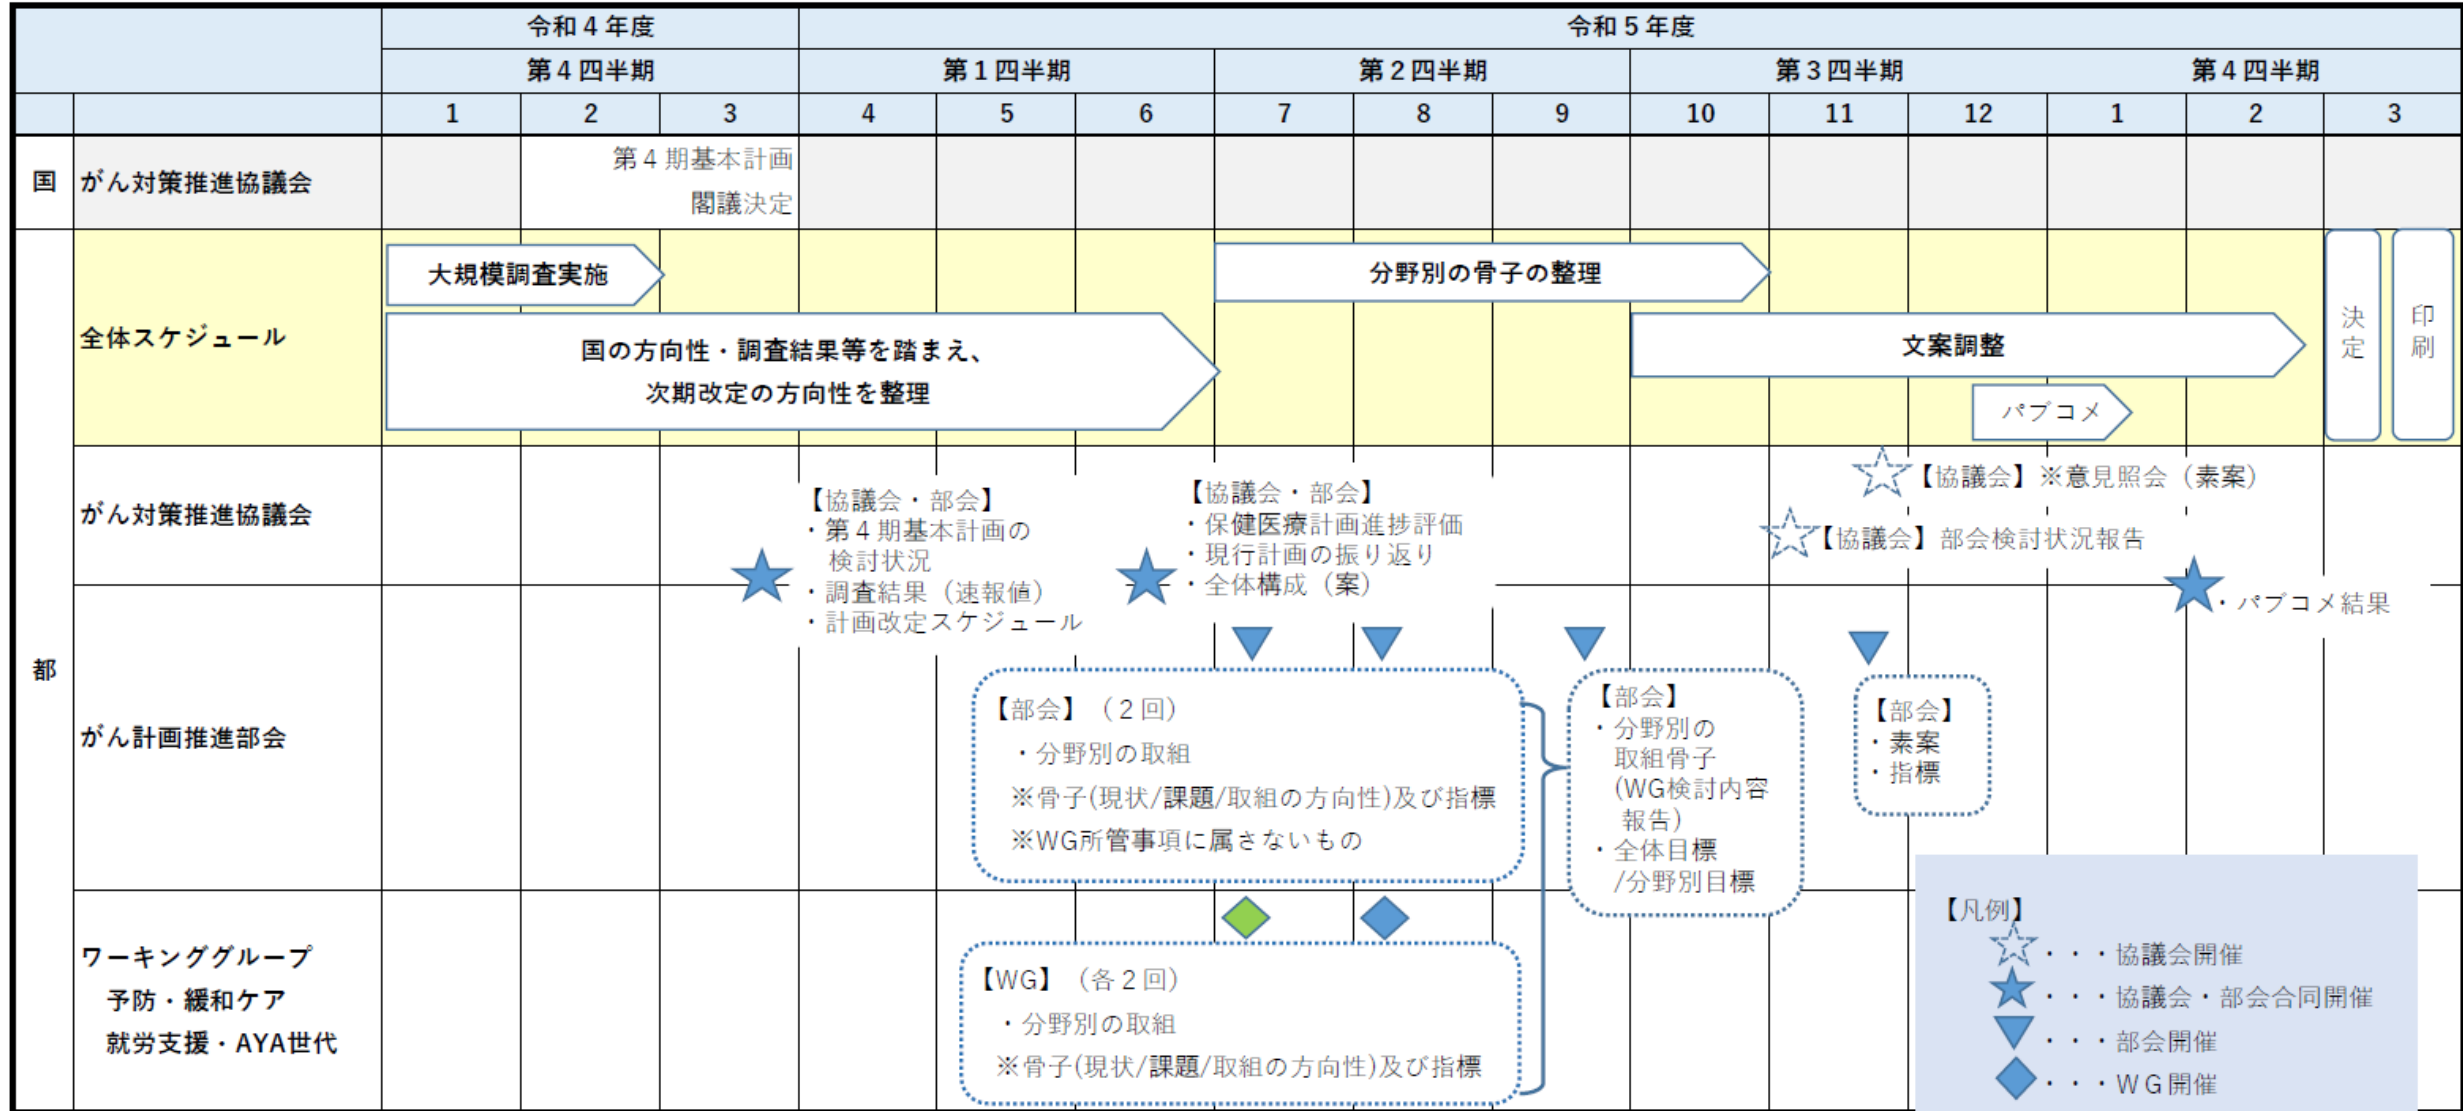 令和４年度
令和５年度
第４四半期
第１四半期
第２四半期
第３四半期
第４四半期
1
2
3
4
5
6
7
8
9
10
11
12
1
2
3
国
がん対策推進協議会
第４期基本計画
閣議決定
都
全体スケジュール
大規模調査実施
国の方向性・調査結果等を踏まえ、
次期改定の方向性を整理
分野別の骨子の整理
文案調整
パブコメ
決定
印刷
がん対策推進協議会
【協議会・部会】
・第４期基本計画の
検討状況
・調査結果（速報値）
・計画改定スケジュール
【協議会・部会】
・保健医療計画進捗評価
・現行計画の振り返り
・全体構成（案）
【協議会】※意見照会（素案）
【協議会】部会検討状況報告
・パブコメ結果
がん計画推進部会
【部会】（２回）
・分野別の取組
※骨子(現状/課題/取組の方向性)及び指標
※WG所管事項に属さないもの
【部会】
・分野別の
取組骨子
(WG検討内容
報告)
・全体目標
/分野別目標
【部会】
・素案
・指標
ワーキンググループ
予防・緩和ケア
就労支援・AYA世代
【WG】（各２回）
・分野別の取組
※骨子(現状/課題/取組の方向性)及び指標
【凡例】
・・・協議会開催
・・・協議会・部会合同開催
・・・部会開催
・・・ＷＧ開催